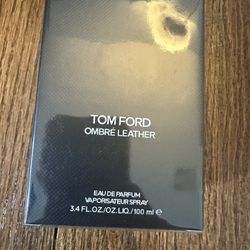 TOM FORD
OMBRÉ LEATHER
EAU DE PARFUM
VAPORISATEUR SPRAY
3.4 FL.OZ./OZ.LIQ./100 ml ℮